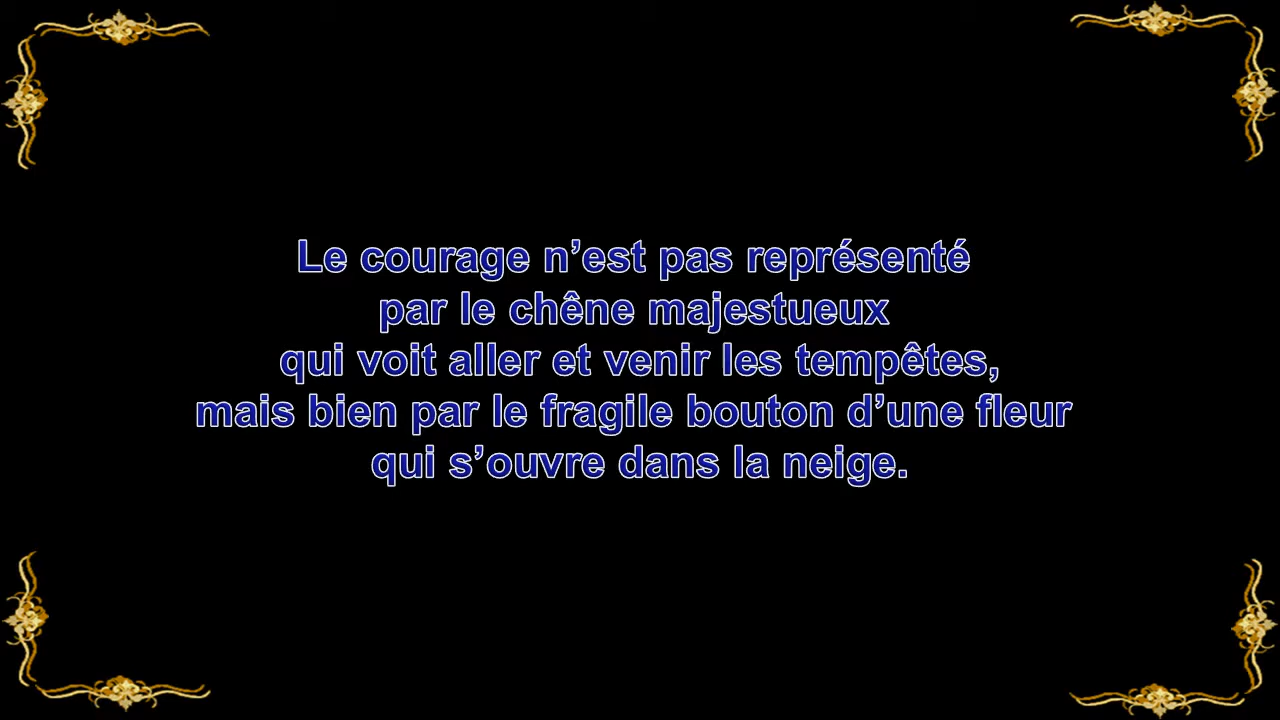 Le courage n’est pas représenté
par le chêne majestueux
qui voit aller et venir les tempêtes,
mais bien par le fragile bouton d’une fleur
qui s’ouvre dans la neige.